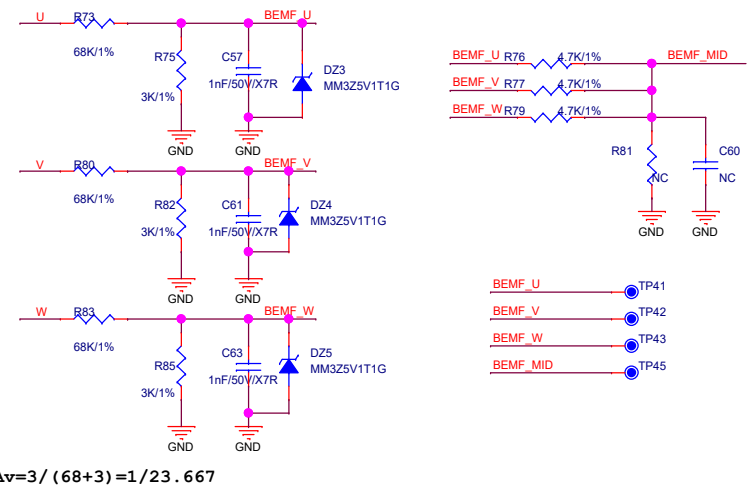 U R73 BEMF_U
68K/1%
R75
3K/1%
C57
1nF/50V/X7R
DZ3
MM3Z5V1T1G
GND GND
V R80 BEMF_V
68K/1%
R82
3K/1%
C61
1nF/50V/X7R
DZ4
MM3Z5V1T1G
GND GND
W R83 BEMF_W
68K/1%
R85
3K/1%
C63
1nF/50V/X7R
DZ5
MM3Z5V1T1G
GND GND
Av=3/(68+3)=1/23.667
BEMF_U R76 4.7K/1% BEMF_MID
BEMF_V R77 4.7K/1%
BEMF_W R79 4.7K/1%
R81
NC
C60
NC
GND GND
BEMF_U TP41
BEMF_V TP42
BEMF_W TP43
BEMF_MID TP45